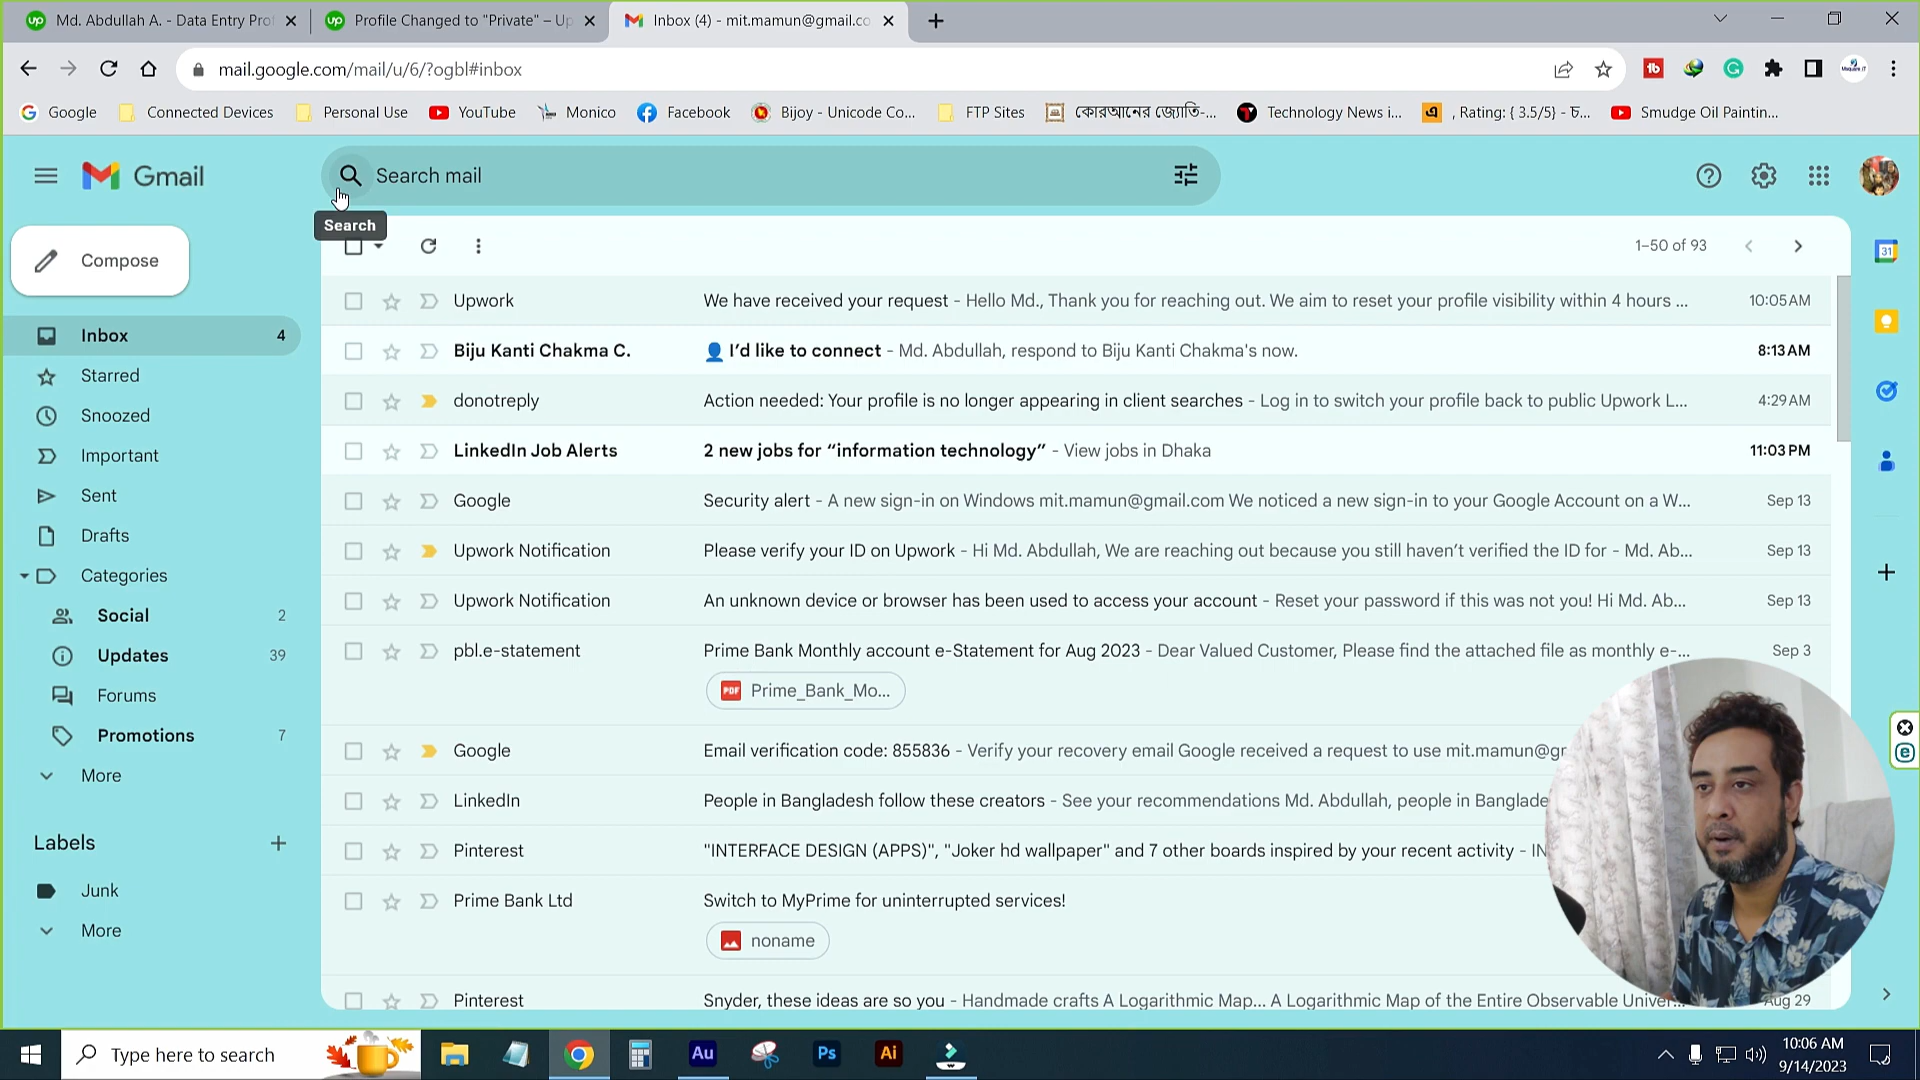 Md. Abdullah A. - Data Entry Pro
Profile Changed to "Private" – Up
Inbox (4) - mit.mamun@gmail.co
mail.google.com/mail/u/6/?ogbl#inbox
Google
Connected Devices
Personal Use
YouTube
Monico
Facebook
Bijoy - Unicode Co...
FTP Sites
কোরআনের জ্যোতি-...
Technology News i...
, Rating: { 3.5/5} - চ...
Smudge Oil Paintin...
Gmail
Search mail
Search
Compose
1–50 of 93
Inbox 4
Starred
Snoozed
Important
Sent
Drafts
Categories
Social 2
Updates 39
Forums
Promotions 7
More
Labels
Junk
More
Upwork We have received your request - Hello Md., Thank you for reaching out. We aim to reset your profile visibility within 4 hours ... 10:05 AM
Biju Kanti Chakma C. I’d like to connect - Md. Abdullah, respond to Biju Kanti Chakma's now. 8:13 AM
donotreply Action needed: Your profile is no longer appearing in client searches - Log in to switch your profile back to public Upwork L... 4:29 AM
LinkedIn Job Alerts 2 new jobs for “information technology” - View jobs in Dhaka 11:03 PM
Google Security alert - A new sign-in on Windows mit.mamun@gmail.com We noticed a new sign-in to your Google Account on a W... Sep 13
Upwork Notification Please verify your ID on Upwork - Hi Md. Abdullah, We are reaching out because you still haven’t verified the ID for - Md. Ab... Sep 13
Upwork Notification An unknown device or browser has been used to access your account - Reset your password if this was not you! Hi Md. Ab... Sep 13
pbl.e-statement Prime Bank Monthly account e-Statement for Aug 2023 - Dear Valued Customer, Please find the attached file as monthly e-... Sep 3
PDF Prime_Bank_Mo...
Google Email verification code: 855836 - Verify your recovery email Google received a request to use mit.mamun@gr
LinkedIn People in Bangladesh follow these creators - See your recommendations Md. Abdullah, people in Banglade
Pinterest "INTERFACE DESIGN (APPS)", "Joker hd wallpaper" and 7 other boards inspired by your recent activity - IN
Prime Bank Ltd Switch to MyPrime for uninterrupted services!
noname
Pinterest Snyder, these ideas are so you - Handmade crafts A Logarithmic Map... A Logarithmic Map of the Entire Observable Univer... Aug 29
31
Type here to search
Au
Ps
Ai
10:06 AM
9/14/2023